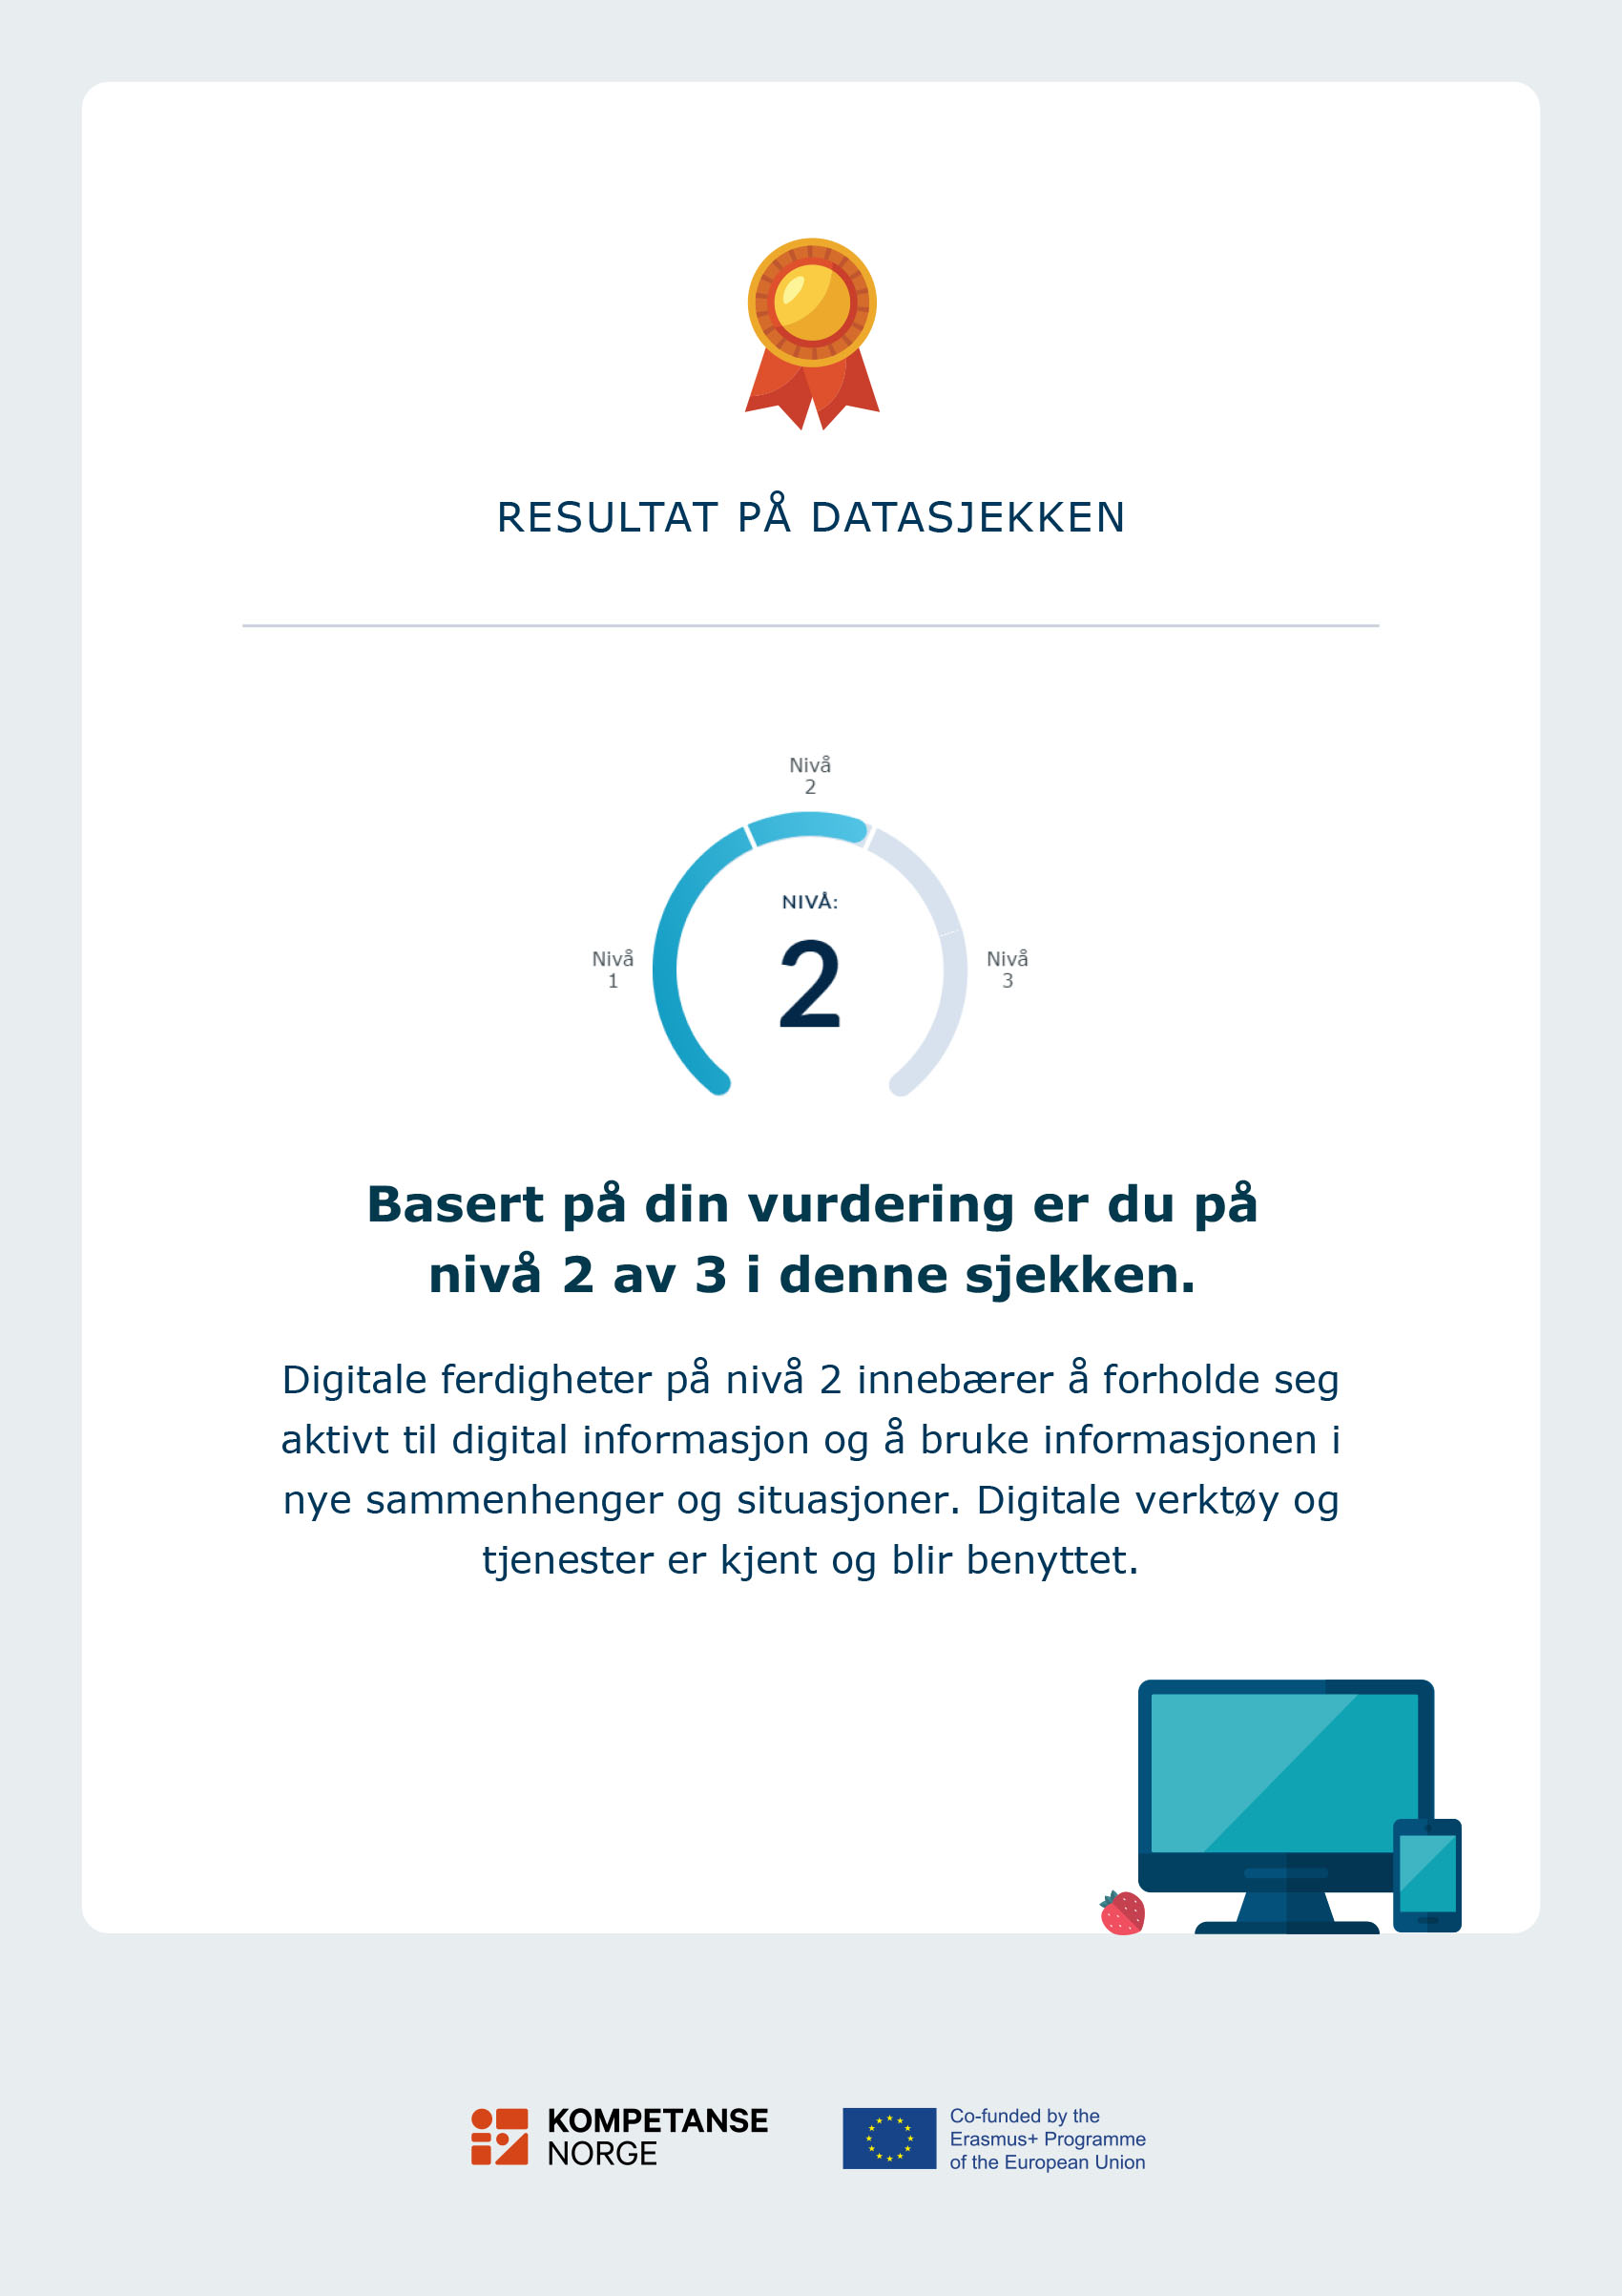 RESULTAT PÅ DATASJEKKEN
Nivå
2
NIVÅ:
2
Nivå
1
Nivå
3
Basert på din vurdering er du på
nivå 2 av 3 i denne sjekken.
Digitale ferdigheter på nivå 2 innebærer å forholde seg
aktivt til digital informasjon og å bruke informasjonen i
nye sammenhenger og situasjoner. Digitale verktøy og
tjenester er kjent og blir benyttet.
KOMPETANSE
NORGE
Co-funded by the
Erasmus+ Programme
of the European Union